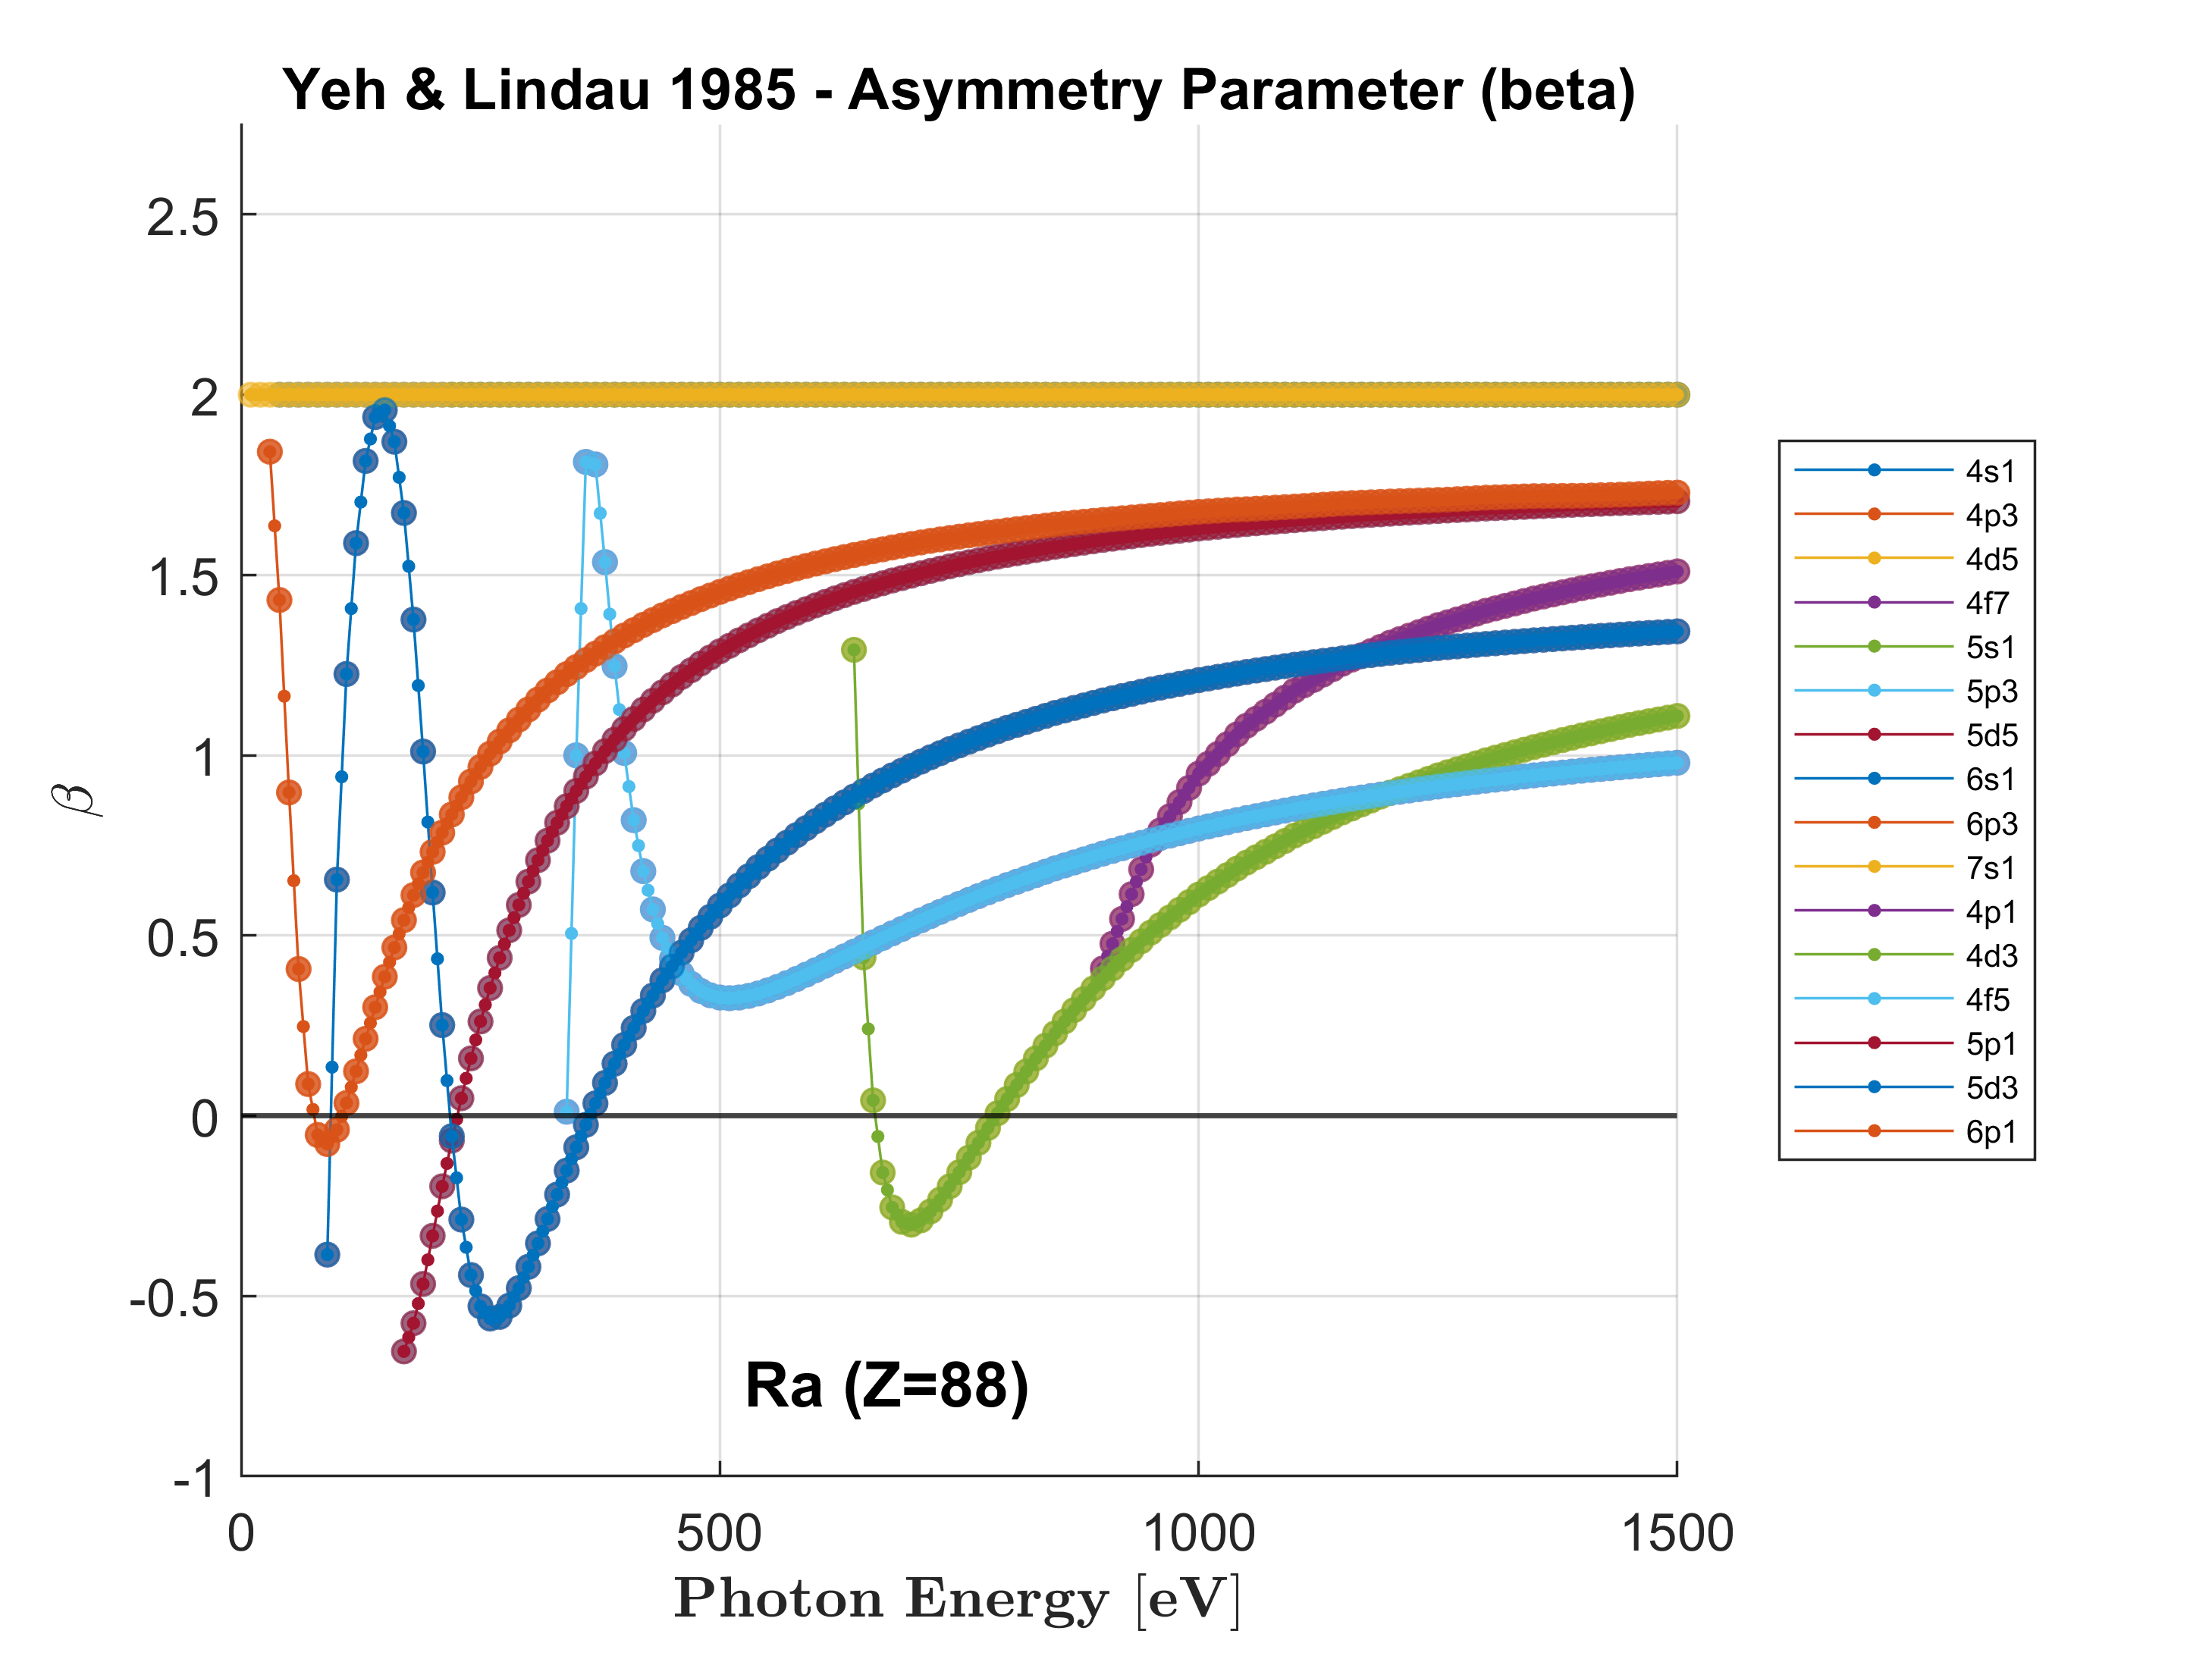 Yeh & Lindau 1985 - Asymmetry Parameter (beta)
2.5
2
1.5
1
0.5
0
-0.5
-1
β
0 500 1000 1500
Photon Energy [eV]
Ra (Z=88)
4s1
4p3
4d5
4f7
5s1
5p3
5d5
6s1
6p3
7s1
4p1
4d3
4f5
5p1
5d3
6p1